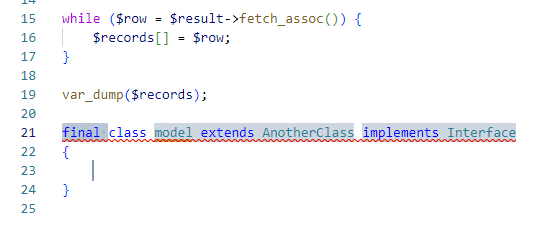 15 while ($row = $result->fetch_assoc()) {
16     $records[] = $row;
17 }
18
19 var_dump($records);
20
21 final class model extends AnotherClass implements Interface
22 {
23
24 }
25